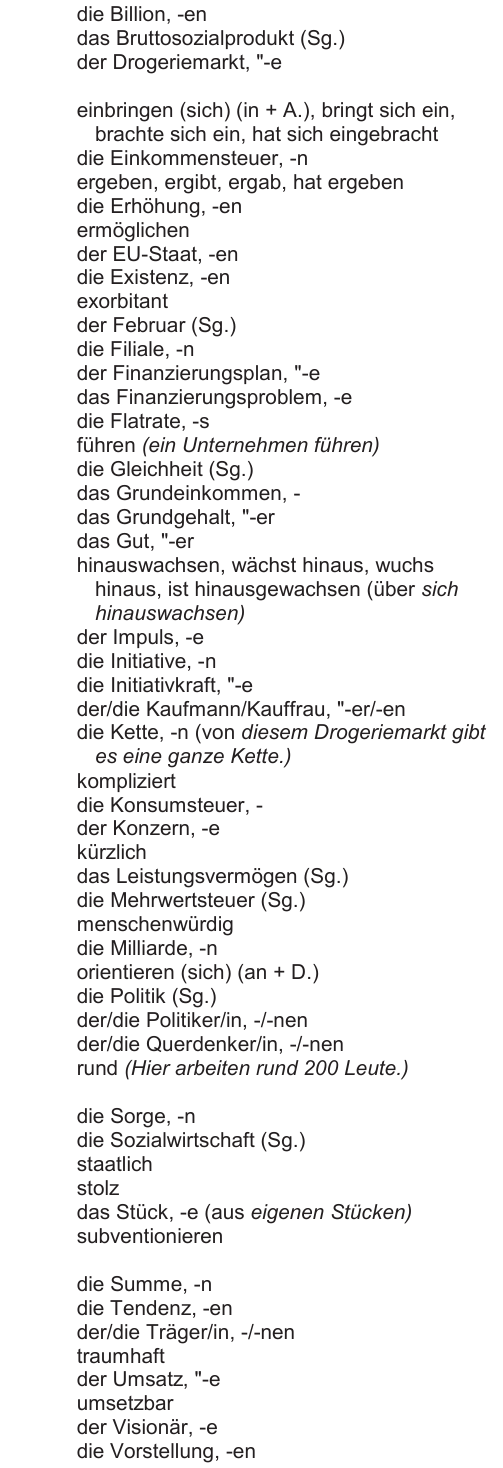 die Billion, -en
das Bruttosozialprodukt (Sg.)
der Drogeriemarkt, "-e
einbringen (sich) (in + A.), bringt sich ein,
brachte sich ein, hat sich eingebracht
die Einkommensteuer, -n
ergeben, ergibt, ergab, hat ergeben
die Erhöhung, -en
ermöglichen
der EU-Staat, -en
die Existenz, -en
exorbitant
der Februar (Sg.)
die Filiale, -n
der Finanzierungsplan, "-e
das Finanzierungsproblem, -e
die Flatrate, -s
führen (ein Unternehmen führen)
die Gleichheit (Sg.)
das Grundeinkommen, -
das Grundgehalt, "-er
das Gut, "-er
hinauswachsen, wächst hinaus, wuchs
hinaus, ist hinausgewachsen (über sich
hinauswachsen)
der Impuls, -e
die Initiative, -n
die Initiativkraft, "-e
der/die Kaufmann/Kauffrau, "-er/-en
die Kette, -n (von diesem Drogeriemarkt gibt
es eine ganze Kette.)
kompliziert
die Konsumsteuer, -
der Konzern, -e
kürzlich
das Leistungsvermögen (Sg.)
die Mehrwertsteuer (Sg.)
menschenwürdig
die Milliarde, -n
orientieren (sich) (an + D.)
die Politik (Sg.)
der/die Politiker/in, -/-nen
der/die Querdenker/in, -/-nen
rund (Hier arbeiten rund 200 Leute.)
die Sorge, -n
die Sozialwirtschaft (Sg.)
staatlich
stolz
das Stück, -e (aus eigenen Stücken)
subventionieren
die Summe, -n
die Tendenz, -en
der/die Träger/in, -/-nen
traumhaft
der Umsatz, "-e
umsetzbar
der Visionär, -e
die Vorstellung, -en